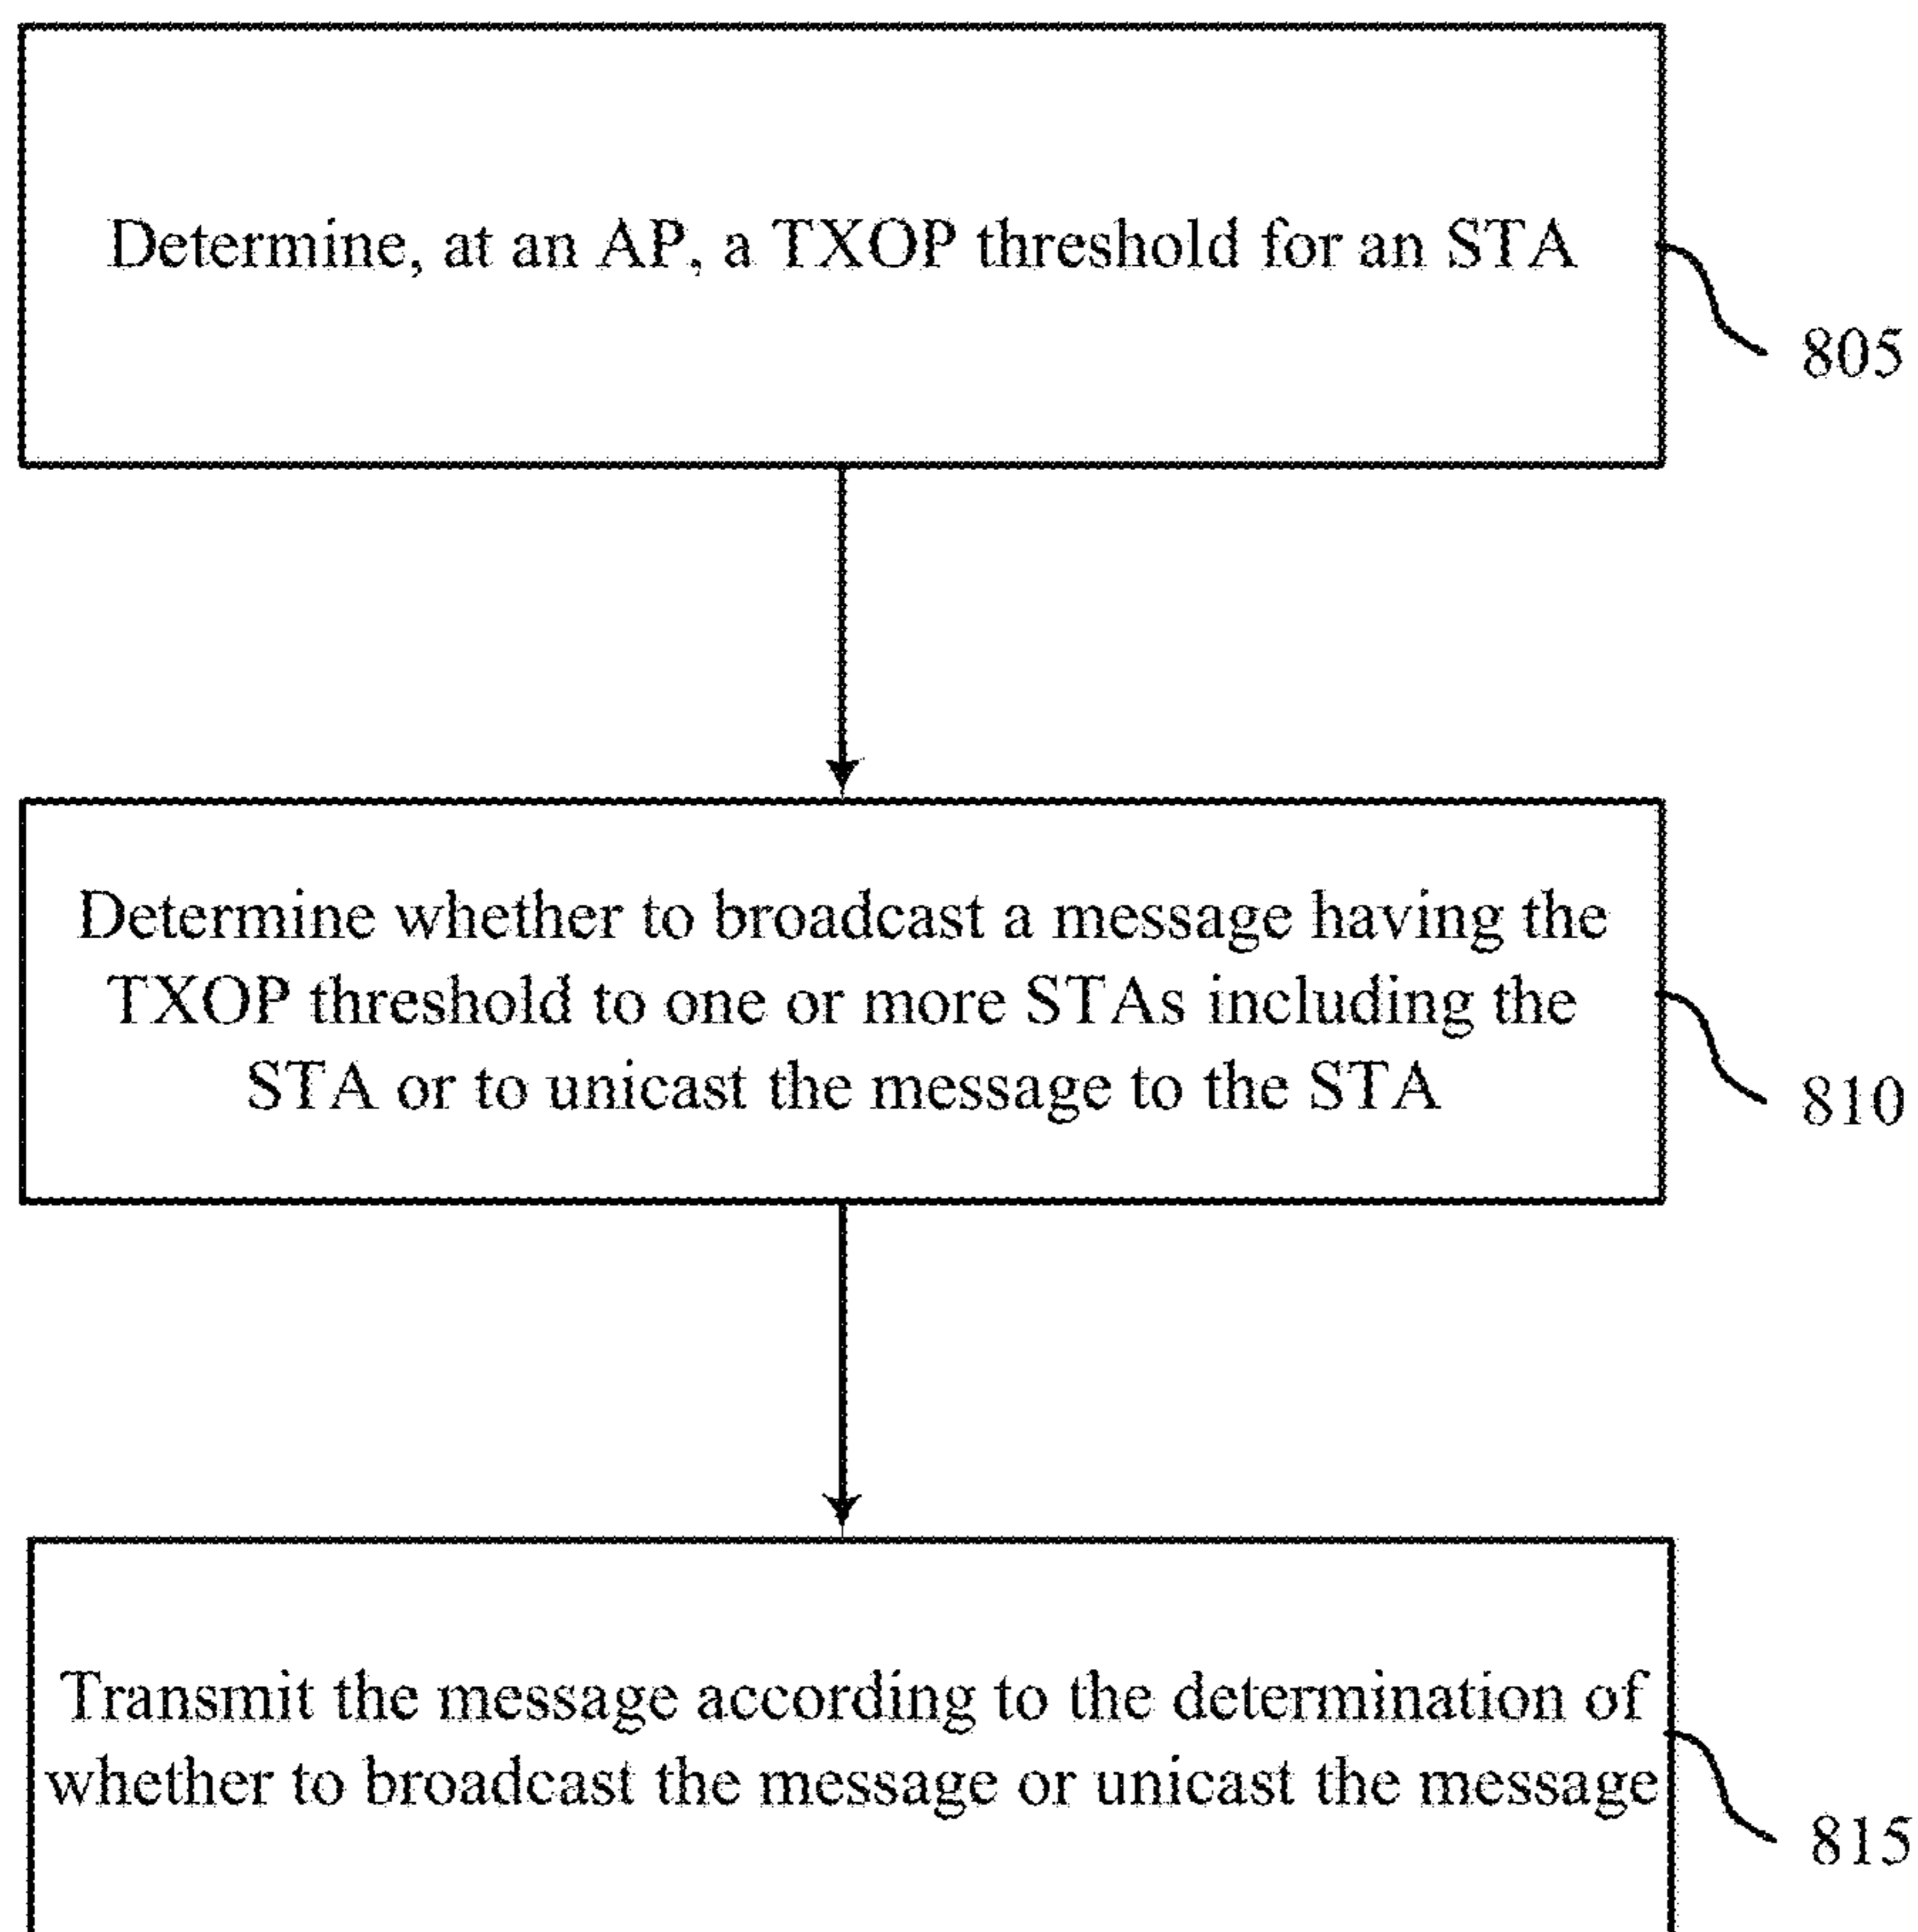 Determine, at an AP, a TXOP threshold for an STA
805
Determine whether to broadcast a message having the
TXOP threshold to one or more STAs including the
STA or to unicast the message to the STA
810
Transmit the message according to the determination of
whether to broadcast the message or unicast the message
815